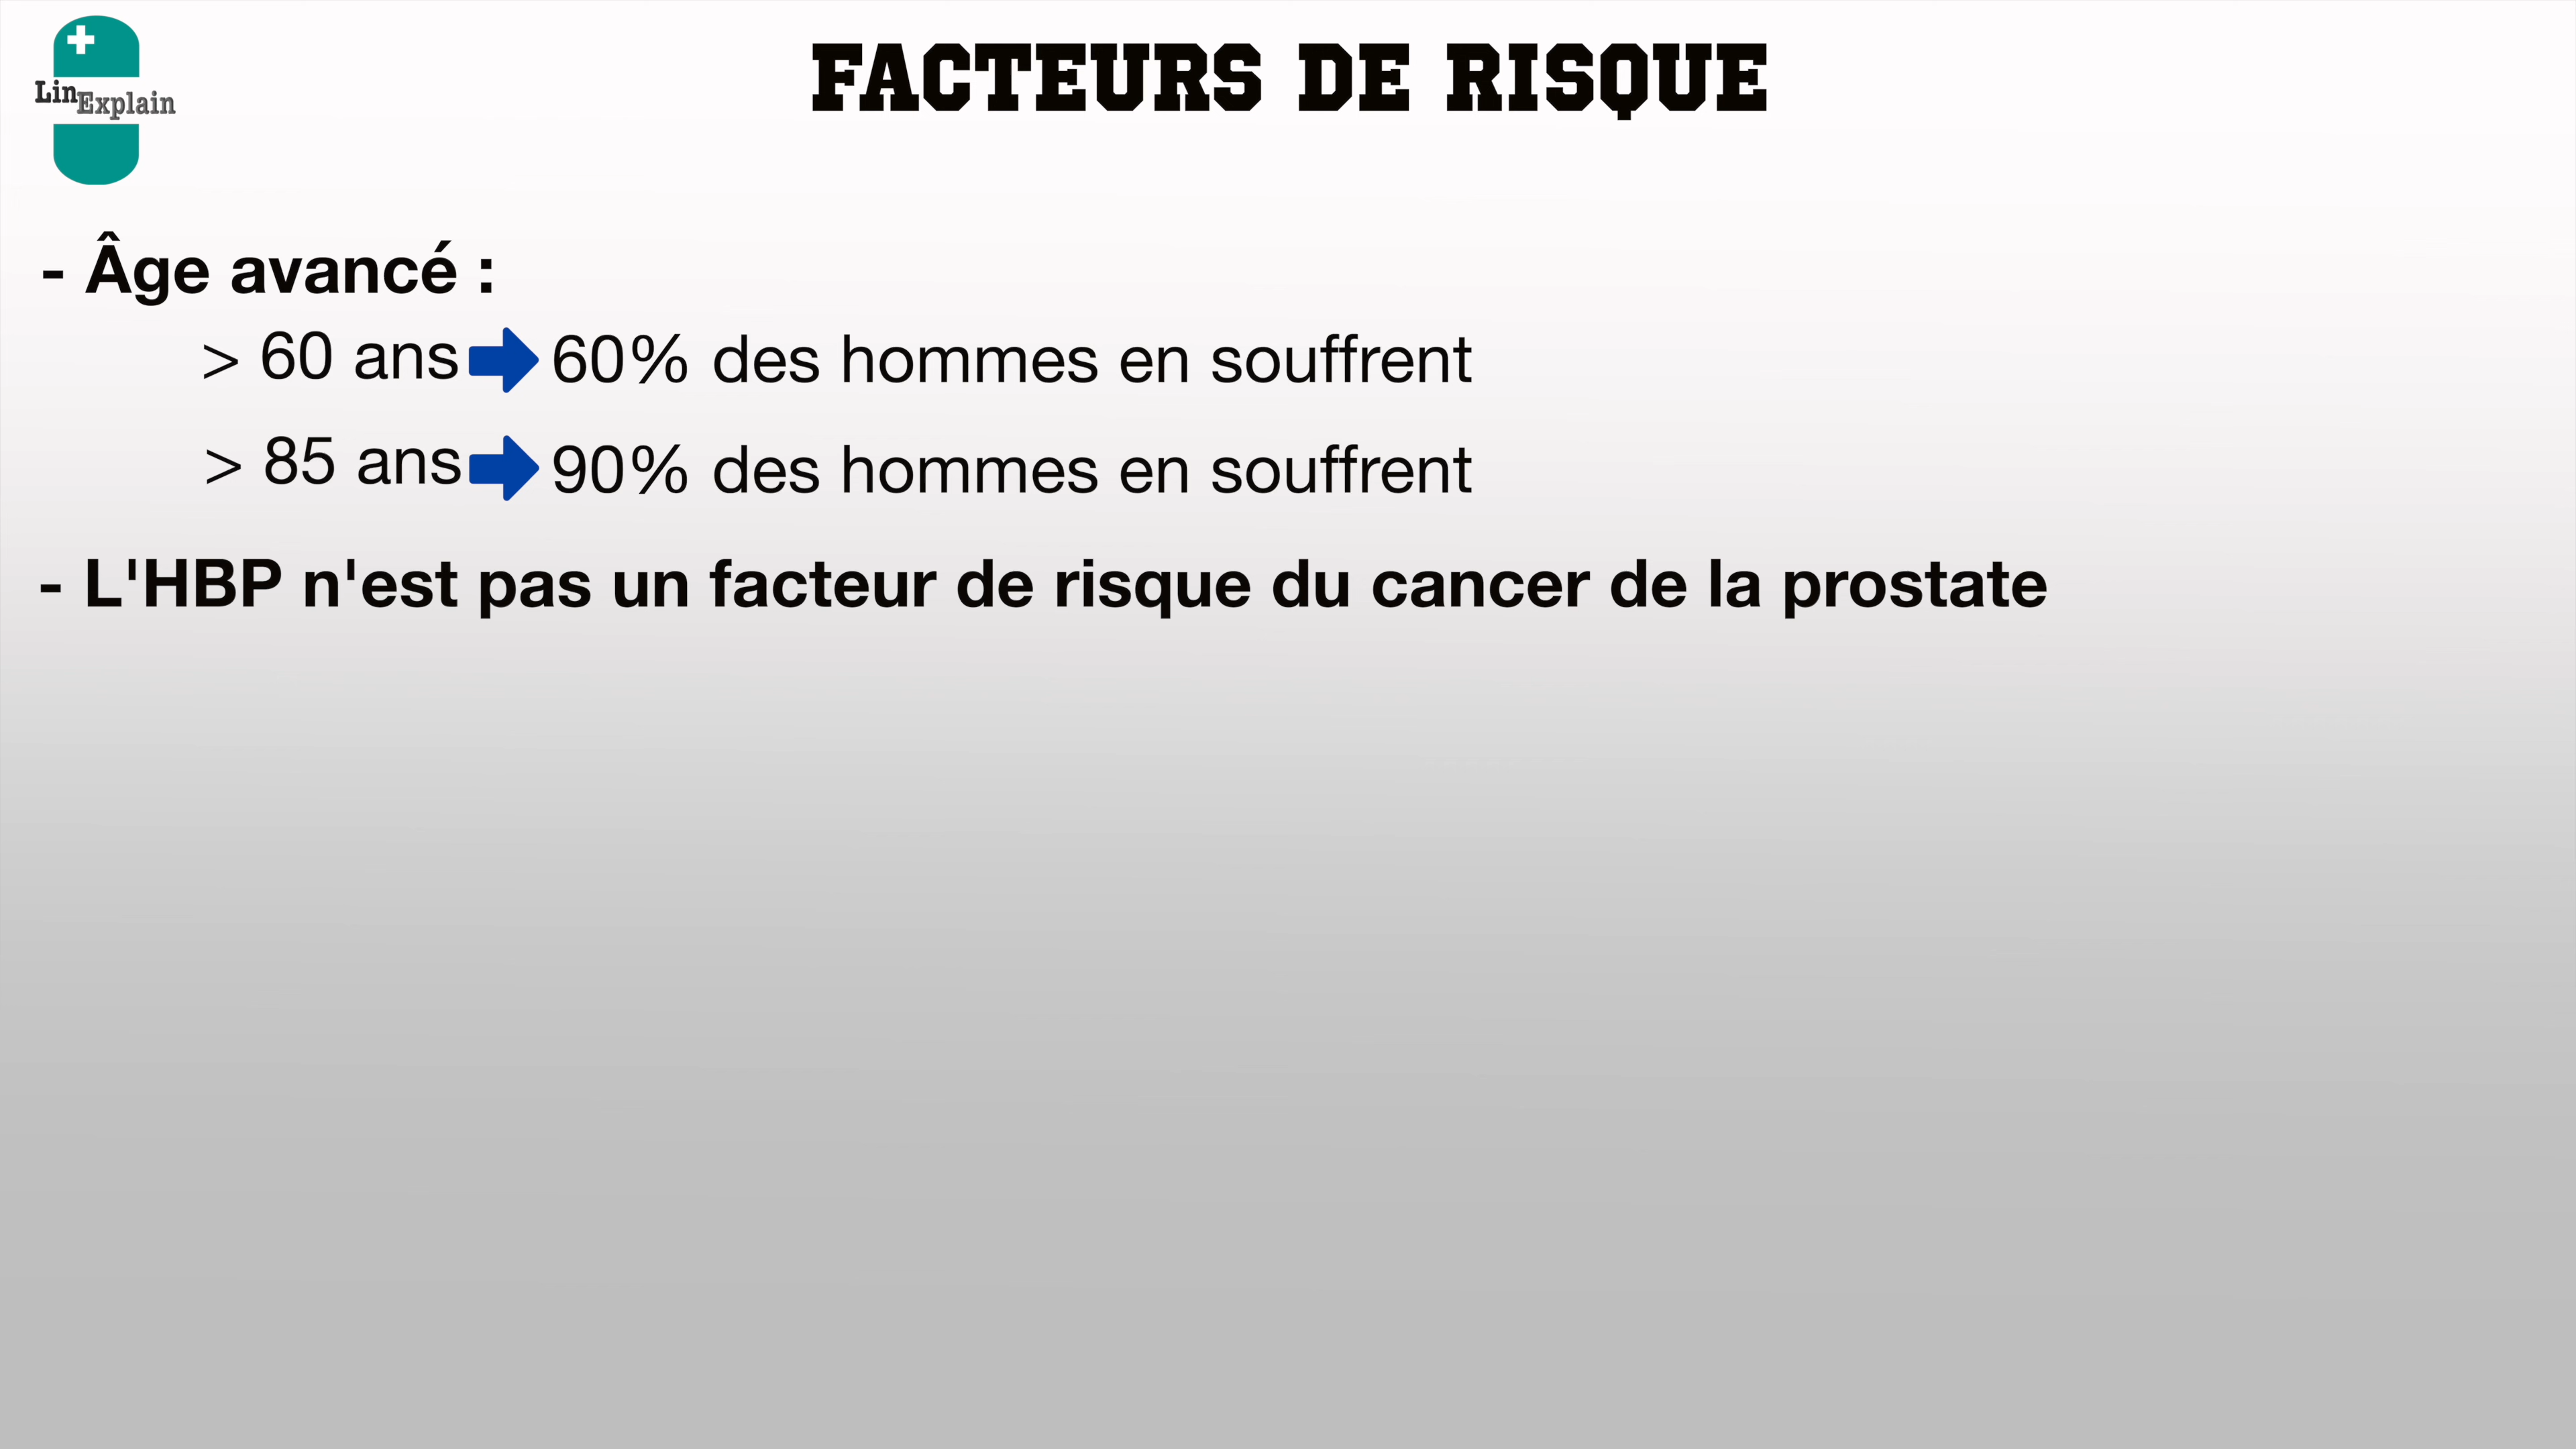 LinExplain
FACTEURS DE RISQUE
- Âge avancé :
> 60 ans 60% des hommes en souffrent
> 85 ans 90% des hommes en souffrent
- L'HBP n'est pas un facteur de risque du cancer de la prostate